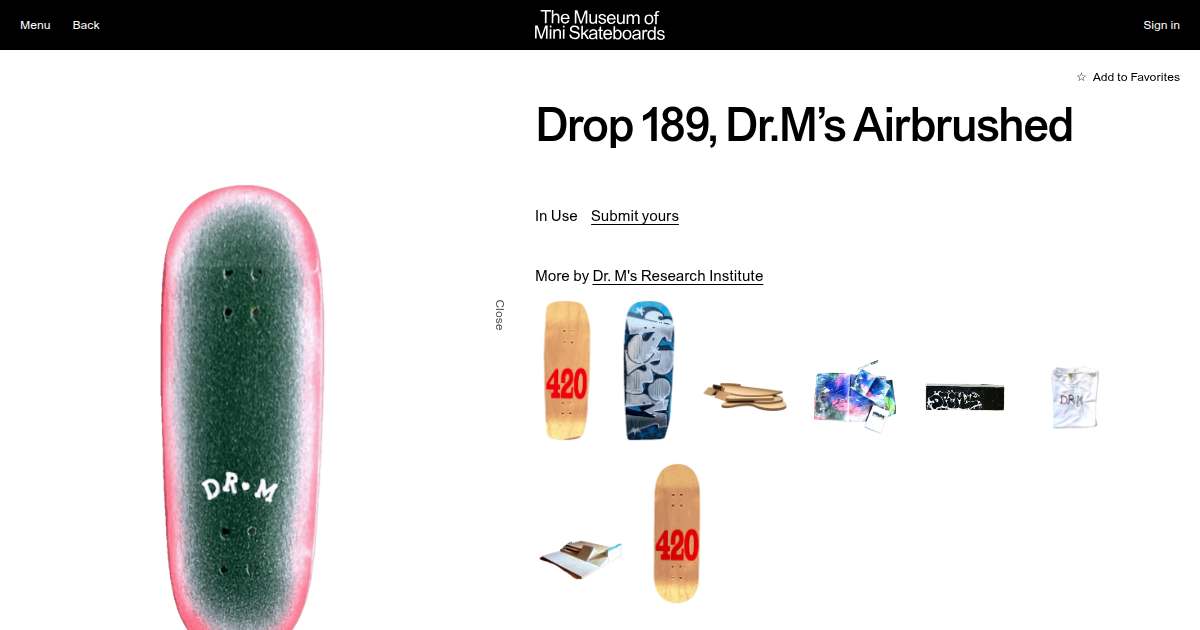 Menu
Back
The Museum of
Mini Skateboards
Sign in
☆ Add to Favorites
Drop 189, Dr.M’s Airbrushed
In Use
Submit yours
More by Dr. M's Research Institute
Close
DR•M
420
DRM
420